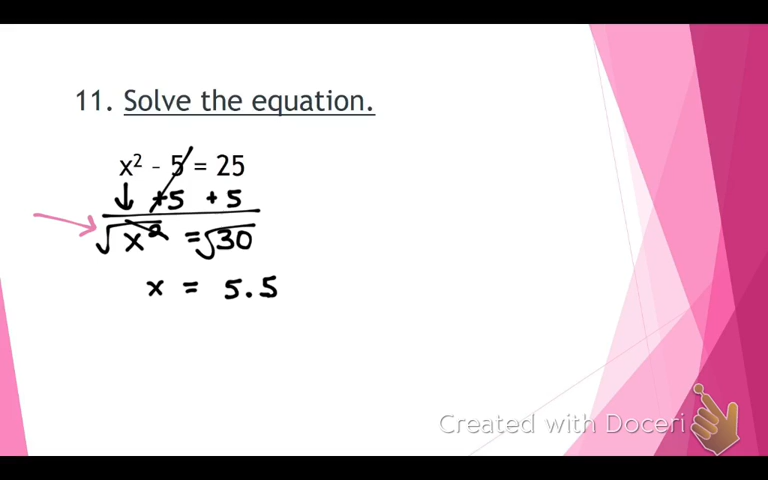 11. Solve the equation.
x² - 5 = 25
↓ +5 +5
√x² = √30
x = 5.5
Created with Doceri